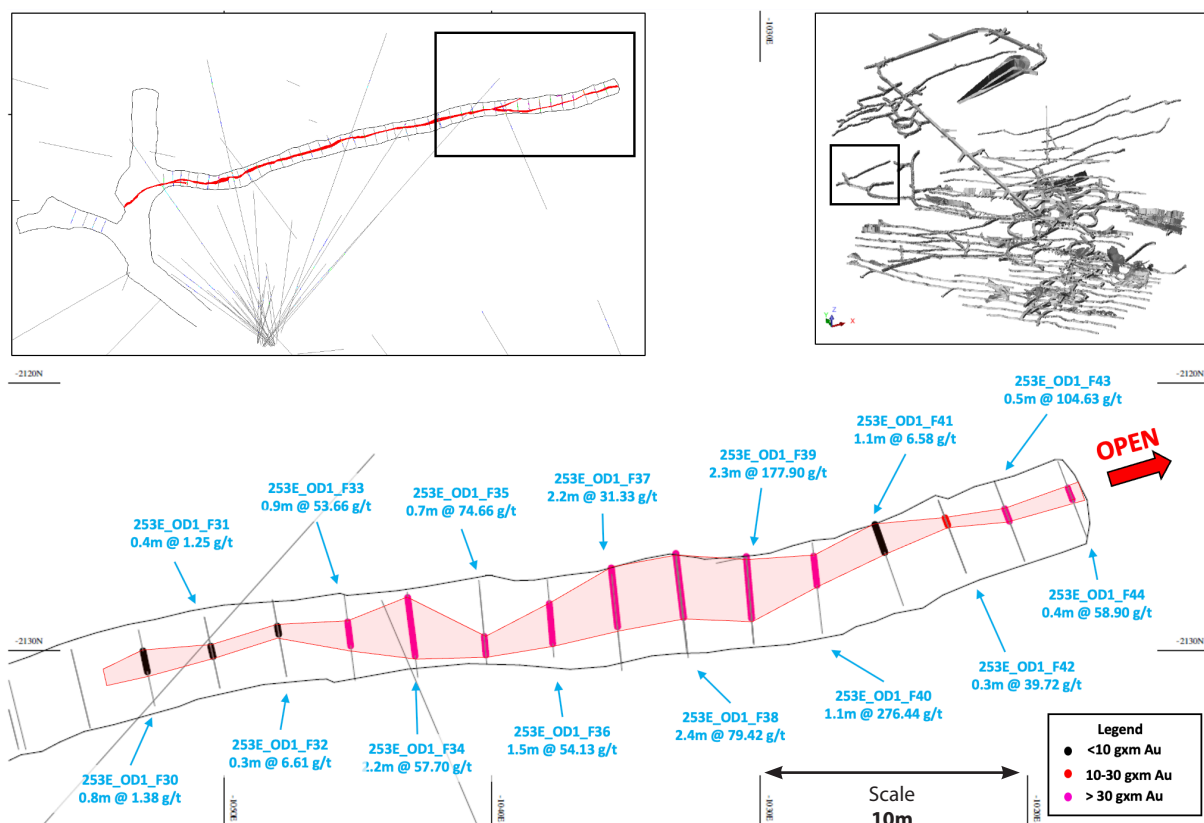 -1030E
Z
Y
X
-2120N
-2120N
253E_OD1_F43
0.5m @ 104.63 g/t
253E_OD1_F41
1.1m @ 6.58 g/t
OPEN
253E_OD1_F39
2.3m @ 177.90 g/t
253E_OD1_F37
2.2m @ 31.33 g/t
253E_OD1_F35
0.7m @ 74.66 g/t
253E_OD1_F33
0.9m @ 53.66 g/t
253E_OD1_F31
0.4m @ 1.25 g/t
-2130N
-2130N
253E_OD1_F44
0.4m @ 58.90 g/t
253E_OD1_F42
0.3m @ 39.72 g/t
253E_OD1_F40
1.1m @ 276.44 g/t
253E_OD1_F38
2.4m @ 79.42 g/t
253E_OD1_F36
1.5m @ 54.13 g/t
253E_OD1_F34
2.2m @ 57.70 g/t
253E_OD1_F32
0.3m @ 6.61 g/t
253E_OD1_F30
0.8m @ 1.38 g/t
Legend
<10 gxm Au
10-30 gxm Au
> 30 gxm Au
Scale
10m
-1050E
-1040E
-1030E